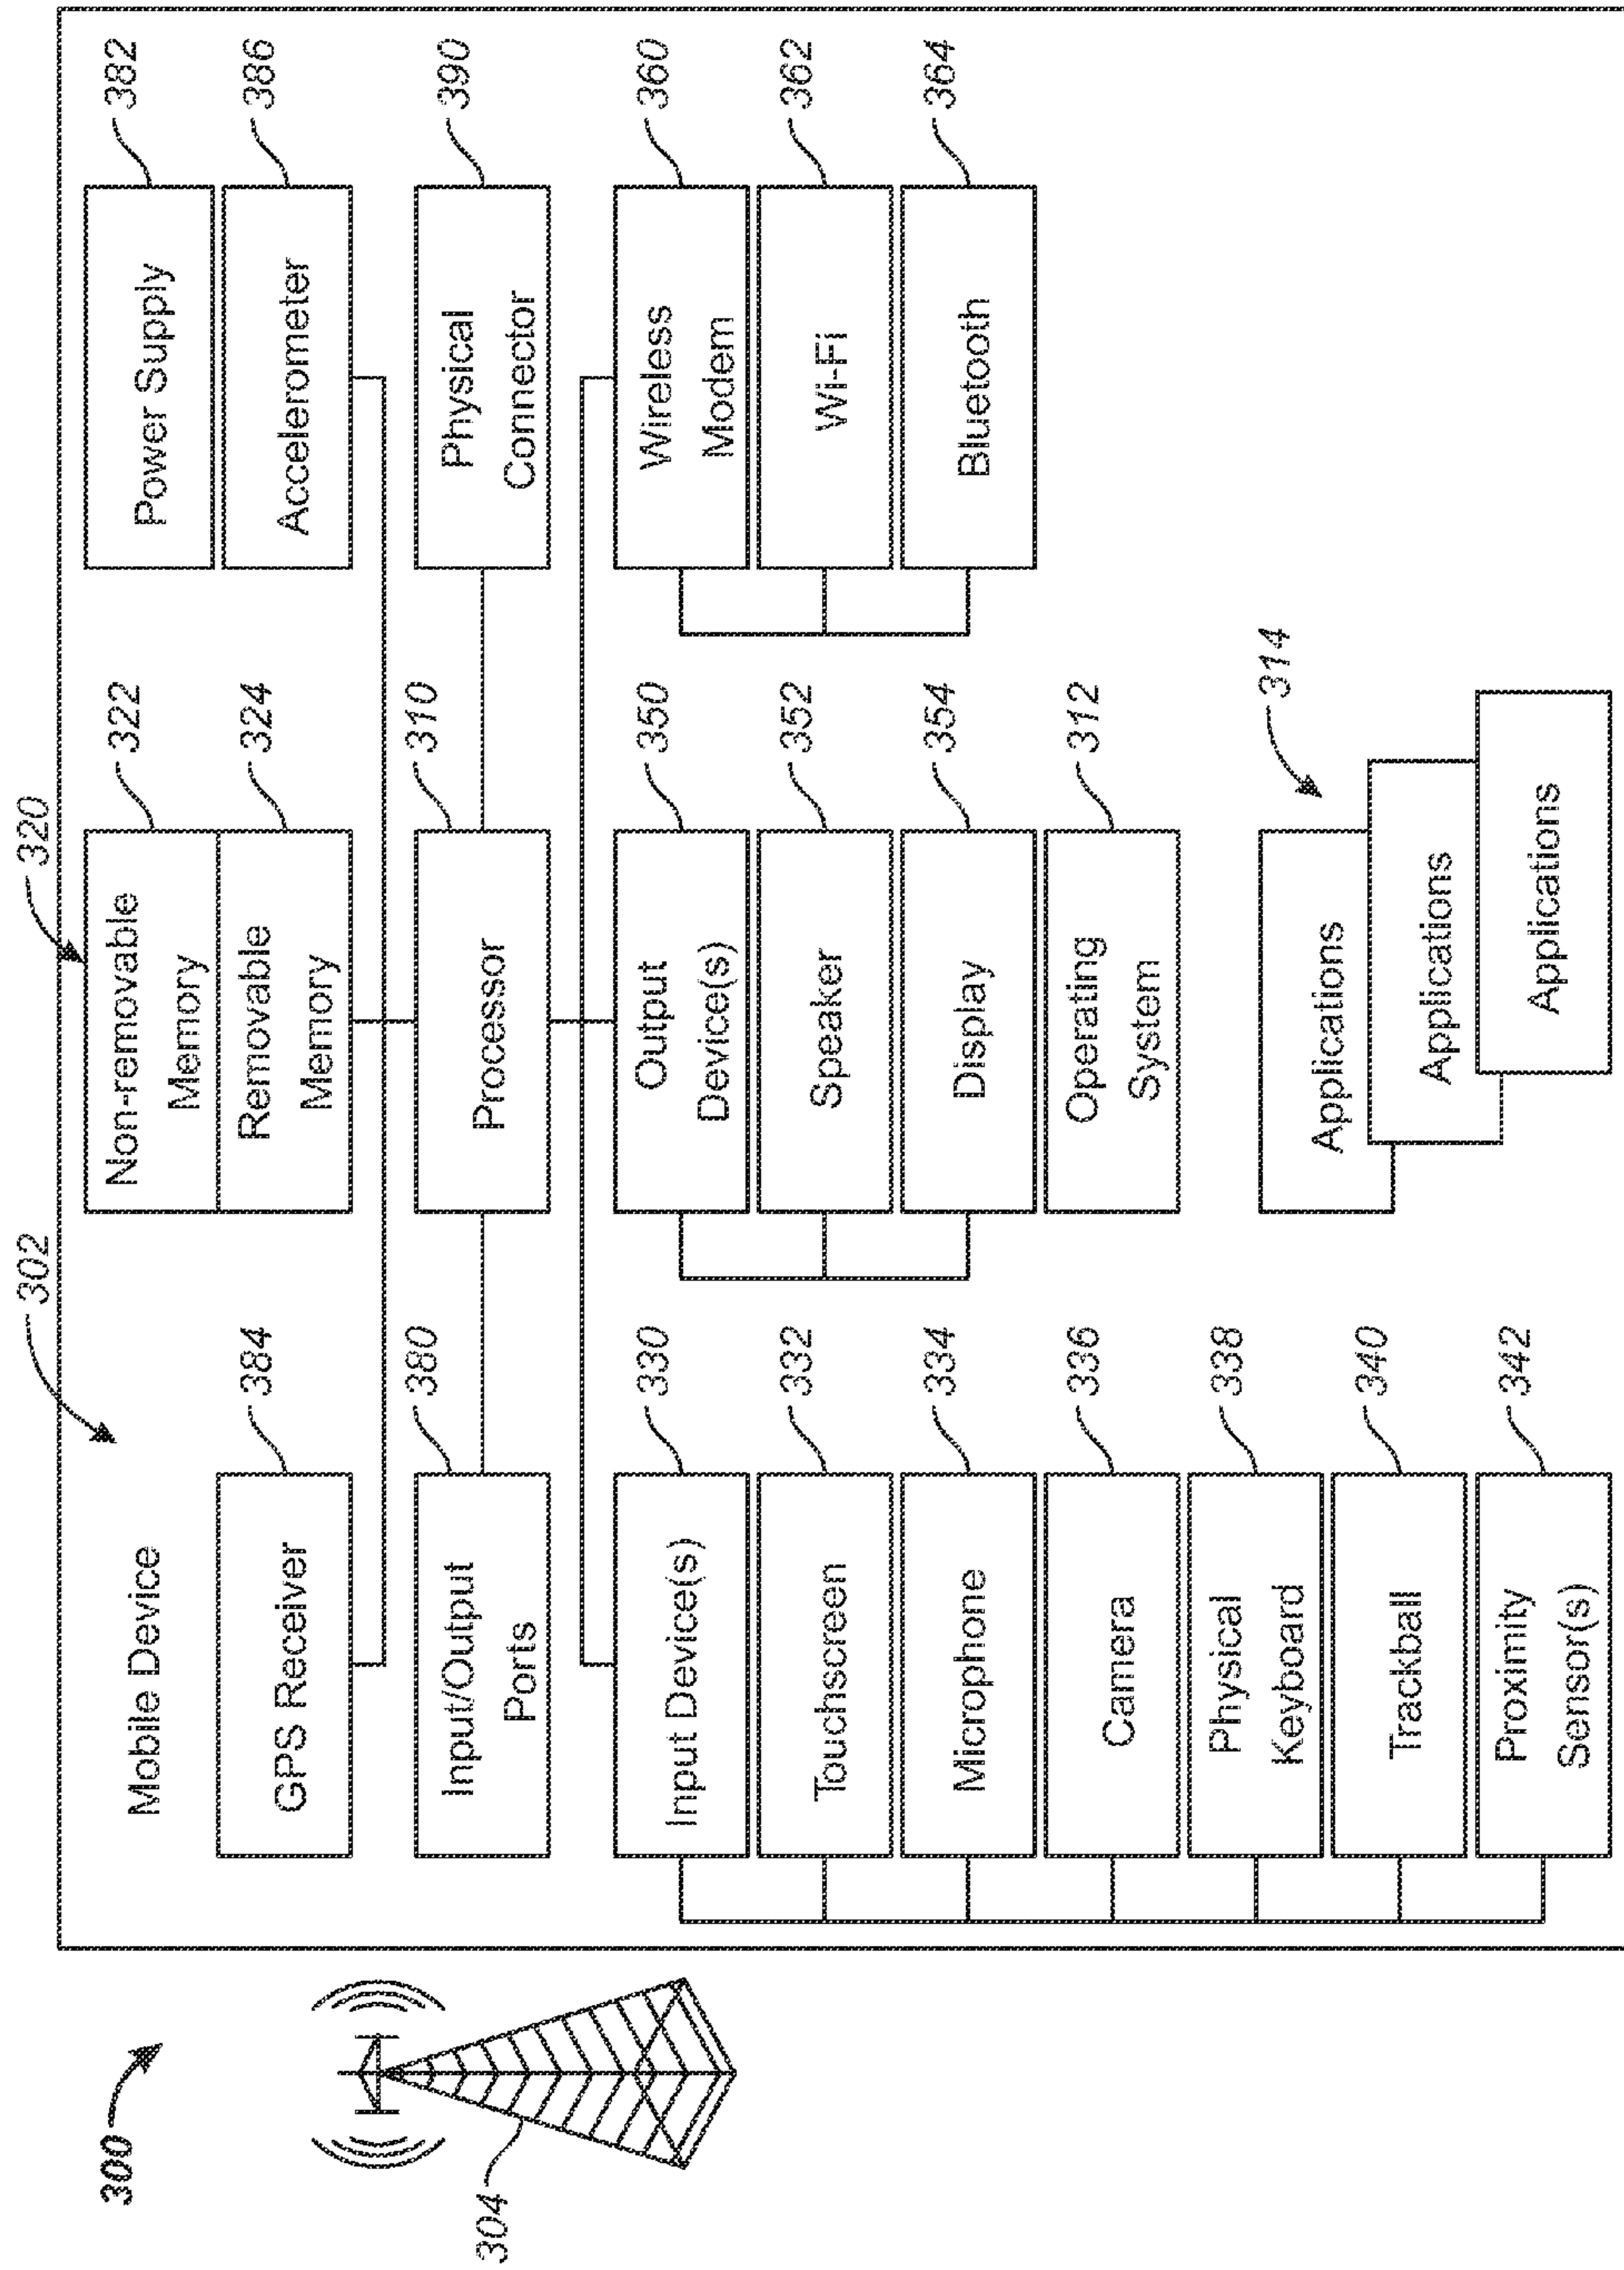 300
304
302
320
Mobile Device
GPS Receiver
384
Input/Output
Ports
380
Input Device(s)
330
Touchscreen
332
Microphone
334
Camera
336
Physical
Keyboard
338
Trackball
340
Proximity
Sensor(s)
342
Non-removable
Memory
322
Removable
Memory
324
Processor
310
Output
Device(s)
350
Speaker
352
Display
354
Operating
System
312
Applications
Applications
Applications
314
Power Supply
382
Accelerometer
386
Physical
Connector
390
Wireless
Modem
360
Wi-Fi
362
Bluetooth
364